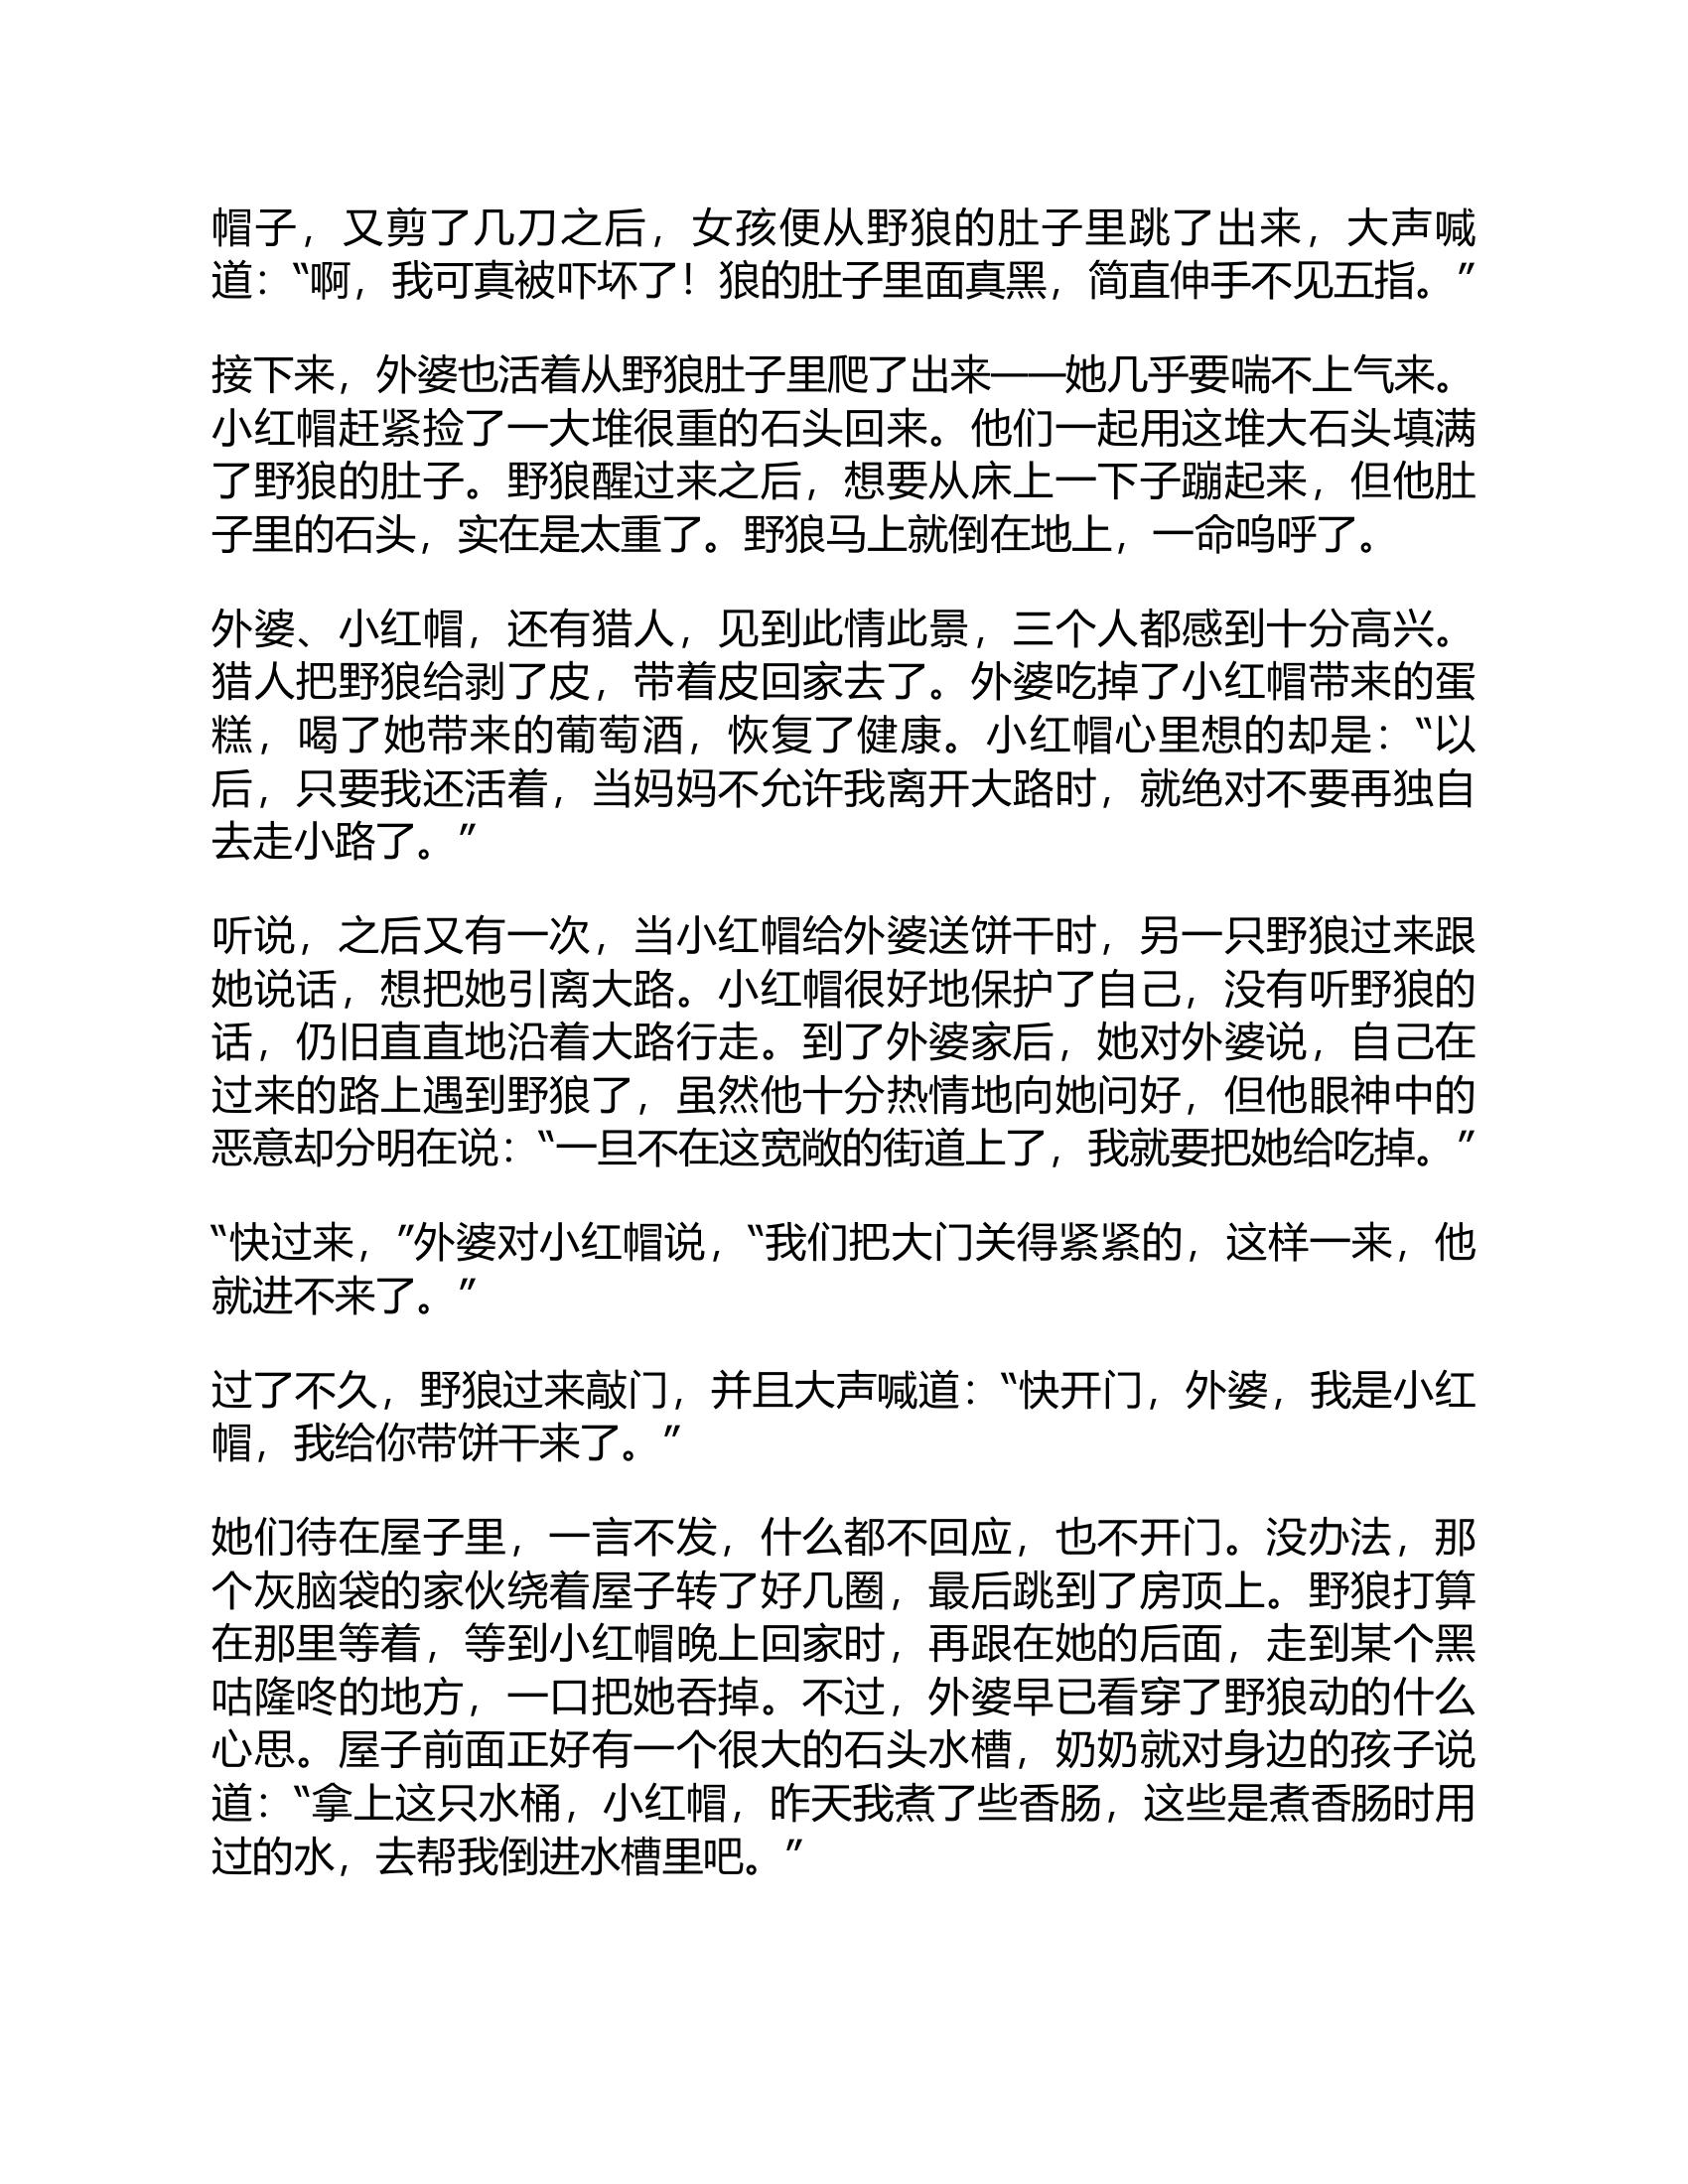 帽子，又剪了几刀之后，女孩便从野狼的肚子里跳了出来，大声喊
道：“啊，我可真被吓坏了！狼的肚子里面真黑，简直伸手不见五指。”
接下来，外婆也活着从野狼肚子里爬了出来——她几乎要喘不上气来。
小红帽赶紧捡了一大堆很重的石头回来。他们一起用这堆大石头填满
了野狼的肚子。野狼醒过来之后，想要从床上一下子蹦起来，但他肚
子里的石头，实在是太重了。野狼马上就倒在地上，一命呜呼了。
外婆、小红帽，还有猎人，见到此情此景，三个人都感到十分高兴。
猎人把野狼给剥了皮，带着皮回家去了。外婆吃掉了小红帽带来的蛋
糕，喝了她带来的葡萄酒，恢复了健康。小红帽心里想的却是：“以
后，只要我还活着，当妈妈不允许我离开大路时，就绝对不要再独自
去走小路了。”
听说，之后又有一次，当小红帽给外婆送饼干时，另一只野狼过来跟
她说话，想把她引离大路。小红帽很好地保护了自己，没有听野狼的
话，仍旧直直地沿着大路行走。到了外婆家后，她对外婆说，自己在
过来的路上遇到野狼了，虽然他十分热情地向她问好，但他眼神中的
恶意却分明在说：“一旦不在这宽敞的街道上了，我就要把她给吃掉。”
“快过来，”外婆对小红帽说，“我们把大门关得紧紧的，这样一来，他
就进不来了。”
过了不久，野狼过来敲门，并且大声喊道：“快开门，外婆，我是小红
帽，我给你带饼干来了。”
她们待在屋子里，一言不发，什么都不回应，也不开门。没办法，那
个灰脑袋的家伙绕着屋子转了好几圈，最后跳到了房顶上。野狼打算
在那里等着，等到小红帽晚上回家时，再跟在她的后面，走到某个黑
咕隆咚的地方，一口把她吞掉。不过，外婆早已看穿了野狼动的什么
心思。屋子前面正好有一个很大的石头水槽，奶奶就对身边的孩子说
道：“拿上这只水桶，小红帽，昨天我煮了些香肠，这些是煮香肠时用
过的水，去帮我倒进水槽里吧。”